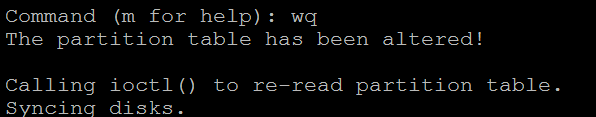 Command (m for help): wq
The partition table has been altered!
Calling ioctl() to re-read partition table.
Syncing disks.